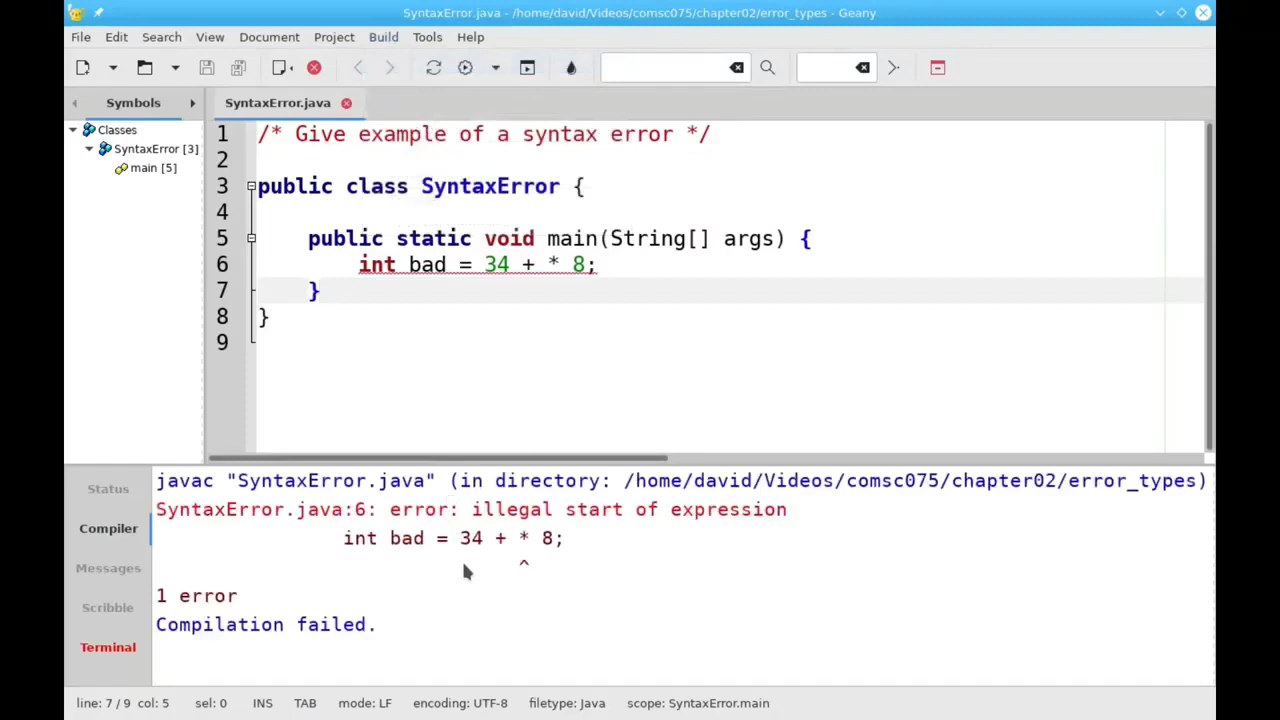 SyntaxError.java - /home/david/Videos/comsc075/chapter02/error_types - Geany
File Edit Search View Document Project Build Tools Help
Symbols
SyntaxError.java
Classes
SyntaxError [3]
main [5]
1 /* Give example of a syntax error */
2
3 public class SyntaxError {
4
5 public static void main(String[] args) {
6 int bad = 34 + * 8;
7 }
8 }
9
Status
Compiler
Messages
Scribble
Terminal
javac "SyntaxError.java" (in directory: /home/david/Videos/comsc075/chapter02/error_types)
SyntaxError.java:6: error: illegal start of expression
int bad = 34 + * 8;
^
1 error
Compilation failed.
line: 7 / 9 col: 5 sel: 0 INS TAB mode: LF encoding: UTF-8 filetype: Java scope: SyntaxError.main